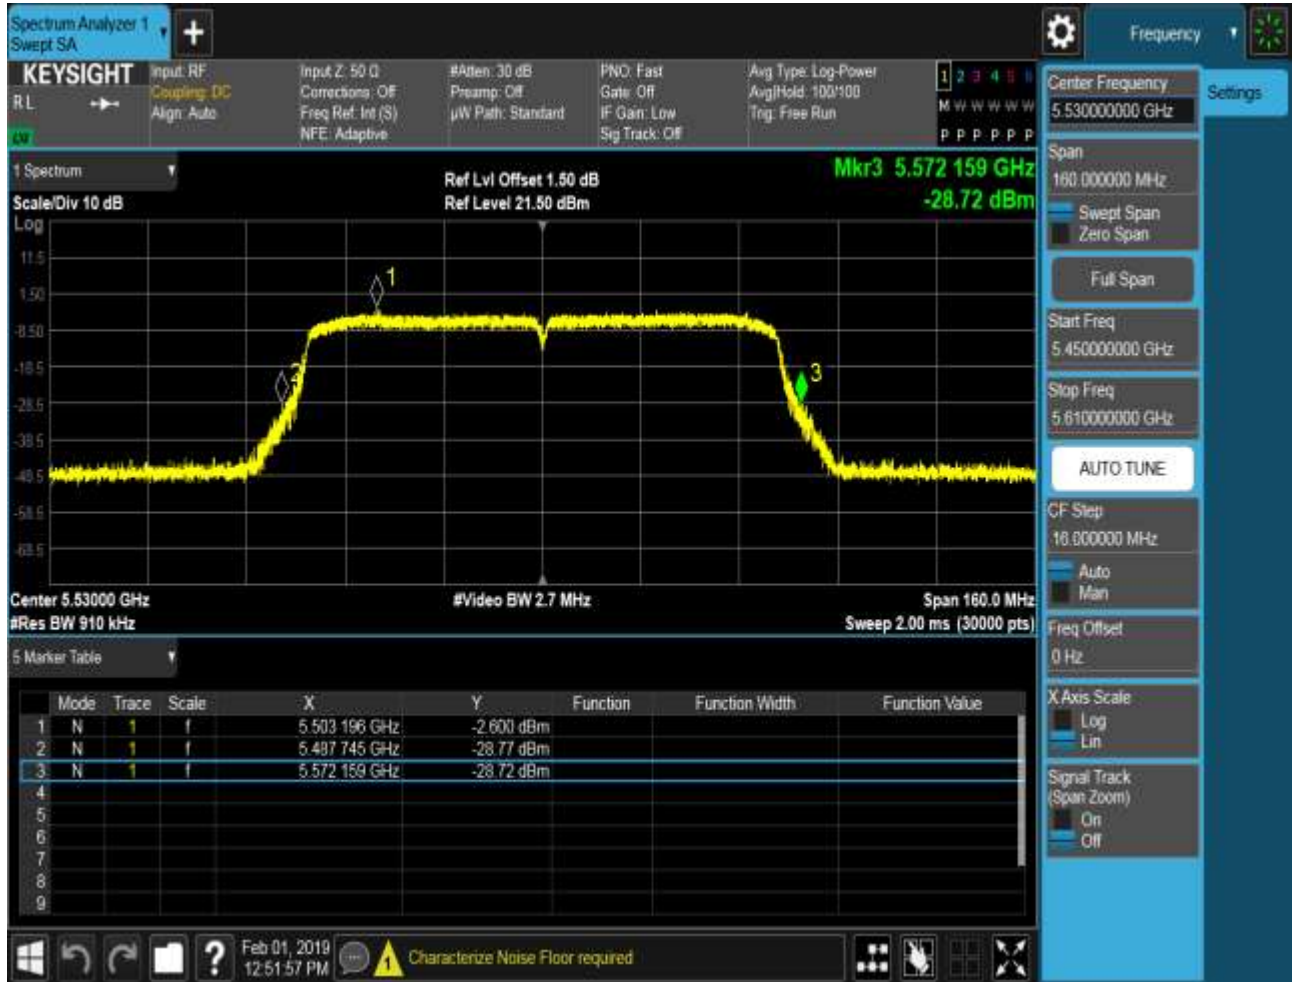 Spectrum Analyzer 1
Swept SA
Frequency
KEYSIGHT
RL
Input: RF
Coupling: DC
Align: Auto
Input Z: 50 Ω
Corrections: Off
Freq Ref: Int (S)
NFE: Adaptive
#Atten: 30 dB
Preamp: Off
µW Path: Standard
PNO: Fast
Gate: Off
IF Gain: Low
Sig Track: Off
Avg Type: Log-Power
Avg|Hold: 100/100
Trig: Free Run
1 2 3 4 5 6
M W W W W W
P P P P P P
1 Spectrum
Scale/Div 10 dB
Ref Lvl Offset 1.50 dB
Ref Level 21.50 dBm
Mkr3 5.572 159 GHz
-28.72 dBm
Log
11.5
1.50
-8.50
-18.5
-28.5
-38.5
-48.5
-58.5
-68.5
1
2
3
Center 5.53000 GHz
#Res BW 910 kHz
#Video BW 2.7 MHz
Span 160.0 MHz
Sweep 2.00 ms (30000 pts)
5 Marker Table
Mode Trace Scale X Y Function Function Width Function Value
1 N 1 f 5.503 196 GHz -2.600 dBm
2 N 1 f 5.487 745 GHz -28.77 dBm
3 N 1 f 5.572 159 GHz -28.72 dBm
4
5
6
7
8
9
Center Frequency
5.530000000 GHz
Settings
Span
160.000000 MHz
Swept Span
Zero Span
Full Span
Start Freq
5.450000000 GHz
Stop Freq
5.610000000 GHz
AUTO TUNE
CF Step
16.000000 MHz
Auto
Man
Freq Offset
0 Hz
X Axis Scale
Log
Lin
Signal Track
(Span Zoom)
On
Off
?
Feb 01, 2019
12:51:57 PM
1
Characterize Noise Floor required